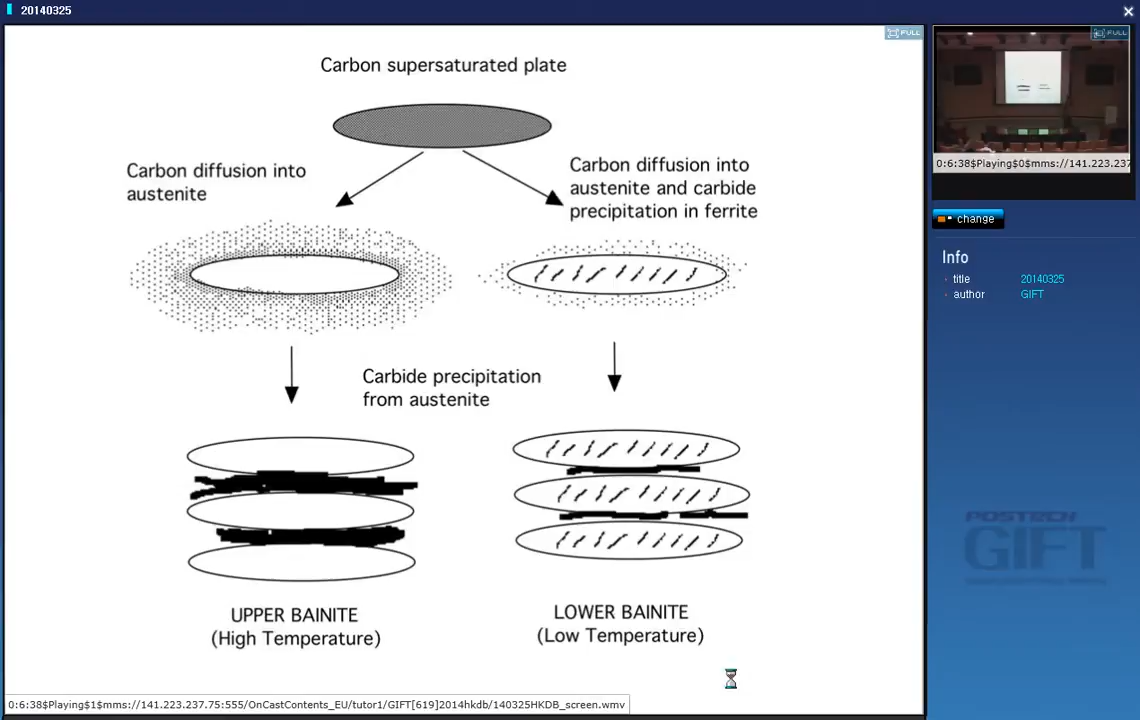 20140325
FULL
Carbon supersaturated plate
Carbon diffusion into
austenite
Carbon diffusion into
austenite and carbide
precipitation in ferrite
Carbide precipitation
from austenite
UPPER BAINITE
(High Temperature)
LOWER BAINITE
(Low Temperature)
0:6:38$Playing$1$mms://141.223.237.75:555/OnCastContents_EU/tutor1/GIFT[619]2014hkdb/140325HKDB_screen.wmv
FULL
0:6:38$Playing$0$mms://141.223.237
change
Info
title 20140325
author GIFT
POSTECH
GIFT